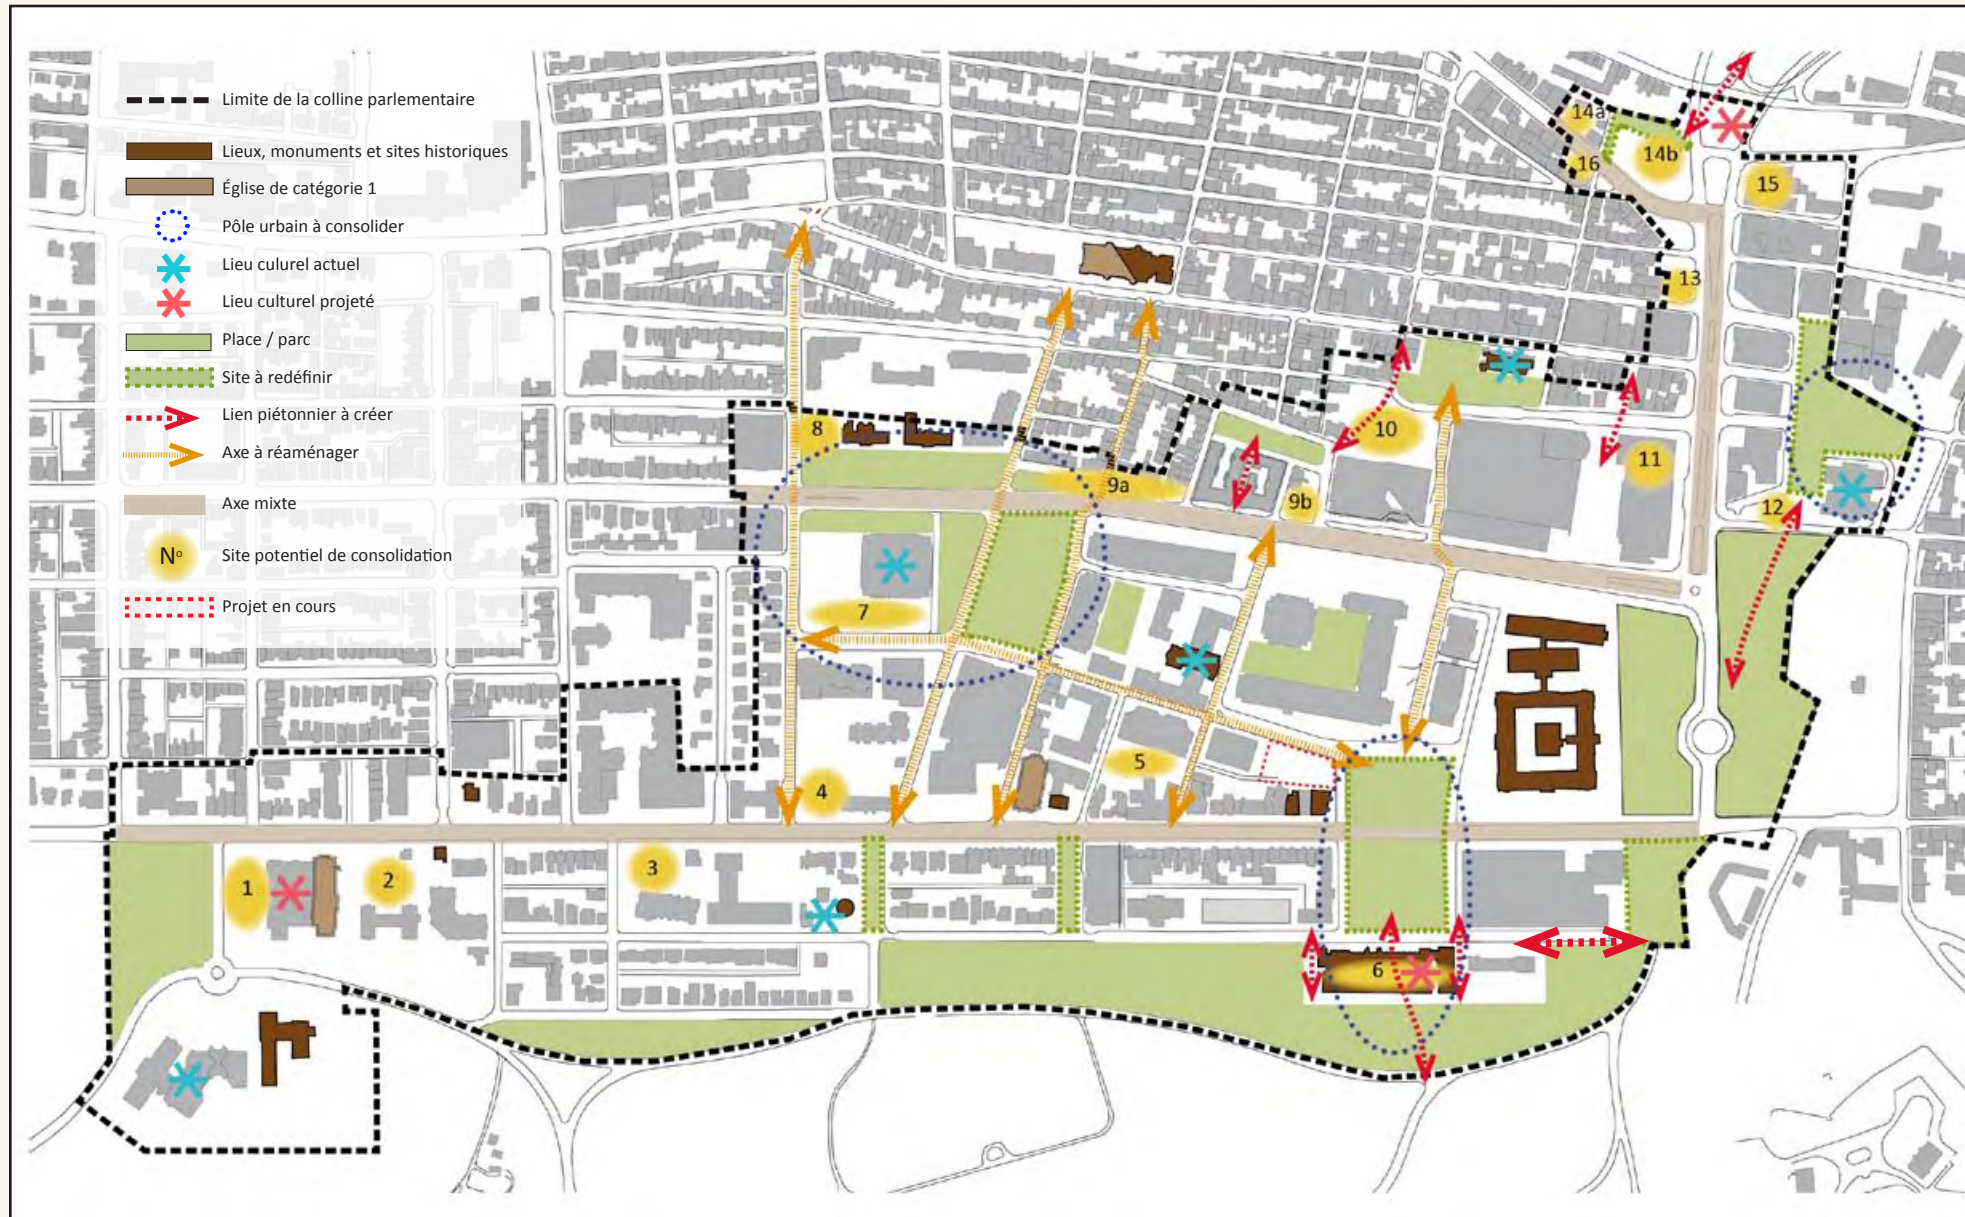 Limite de la colline parlementaire
Lieux, monuments et sites historiques
Église de catégorie 1
Pôle urbain à consolider
Lieu culurel actuel
Lieu culturel projeté
Place / parc
Site à redéfinir
Lien piétonnier à créer
Axe à réaménager
Axe mixte
Nº Site potentiel de consolidation
Projet en cours
14a
14b
16
15
13
8
9a
9b
10
11
12
7
5
4
3
1
2
6